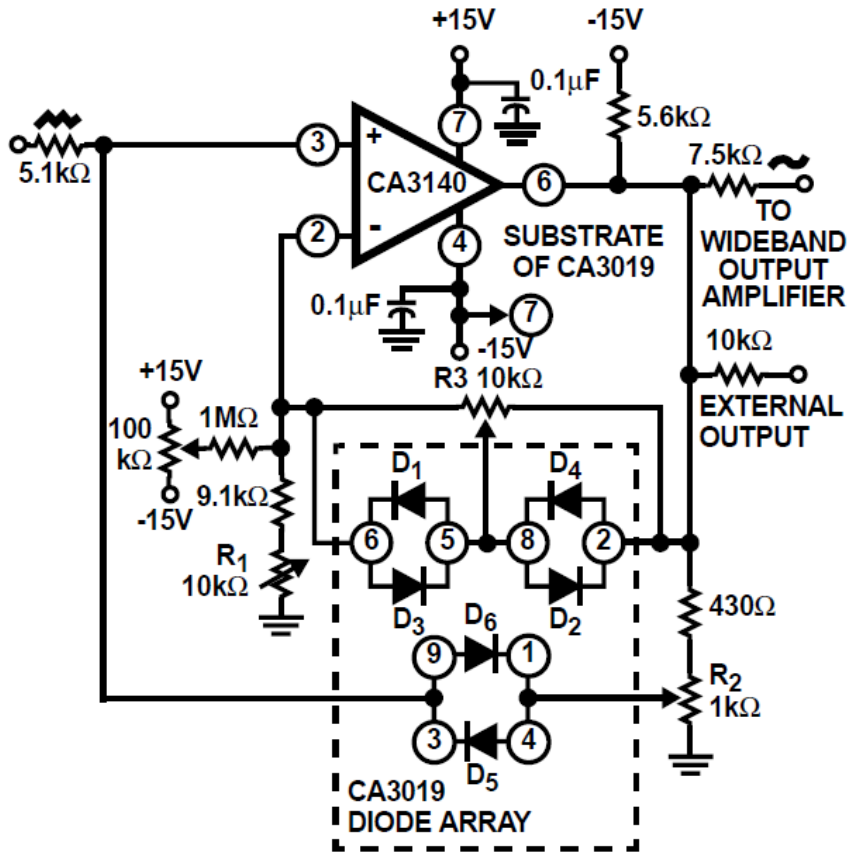 +15V
-15V
0.1μF
5.6kΩ
7
3
+
5.1kΩ
CA3140
6
7.5kΩ
2
-
4
SUBSTRATE
OF CA3019
TO
WIDEBAND
OUTPUT
AMPLIFIER
0.1μF
7
-15V
R3 10kΩ
10kΩ
EXTERNAL
OUTPUT
+15V
100
kΩ
1MΩ
-15V
9.1kΩ
R1
10kΩ
D1
D4
6
5
8
2
D3
D2
430Ω
D6
9
1
R2
1kΩ
3
4
D5
CA3019
DIODE ARRAY